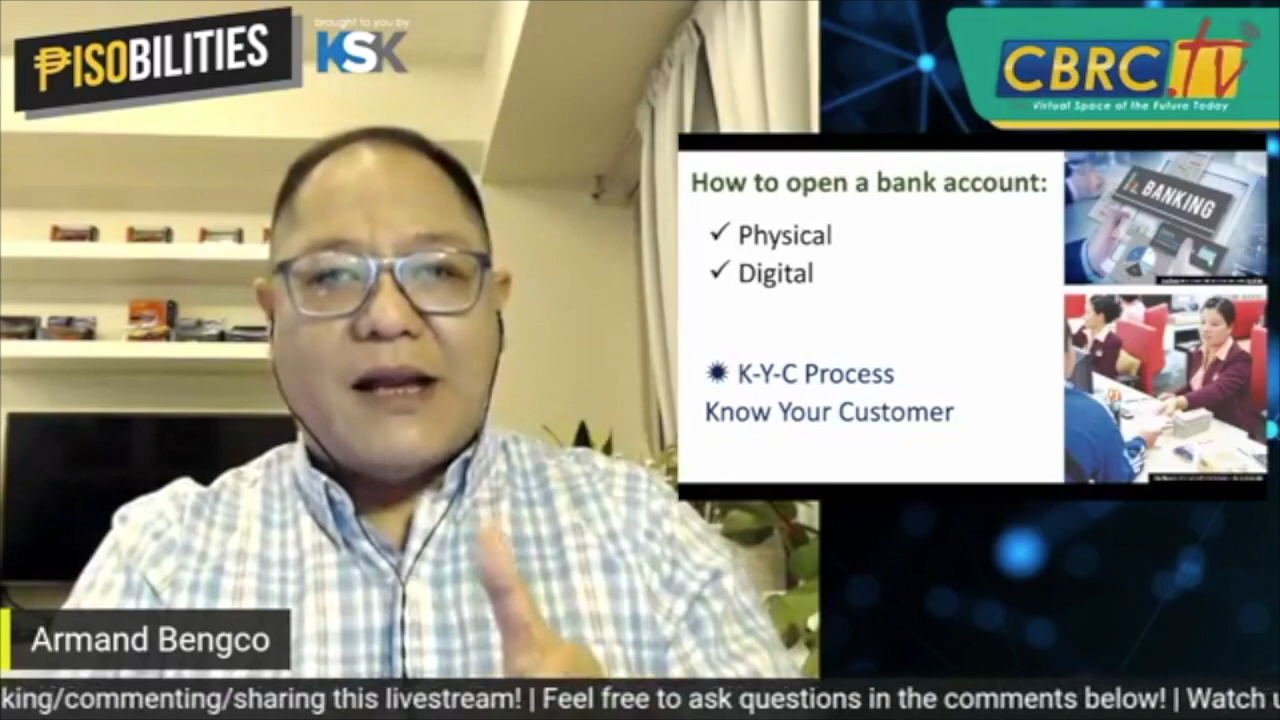 ₱ISOBILITIES
brought to you by
KSK
CBRC.tv
Virtual Space of the Future Today
How to open a bank account:
✓ Physical
✓ Digital
K-Y-C Process
Know Your Customer
BANKING
Armand Bengco
king/commenting/sharing this livestream! | Feel free to ask questions in the comments below! | Watch u